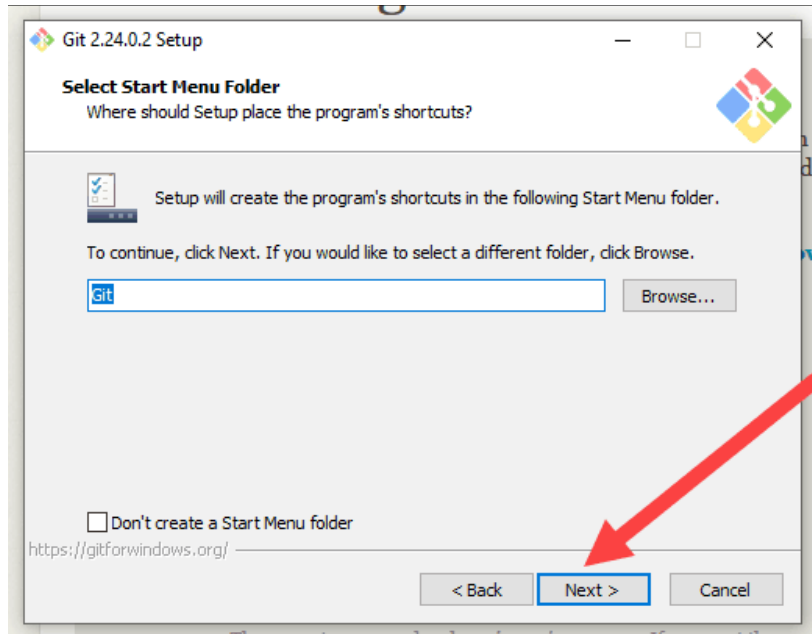 Git 2.24.0.2 Setup
Select Start Menu Folder
Where should Setup place the program's shortcuts?
Setup will create the program's shortcuts in the following Start Menu folder.
To continue, click Next. If you would like to select a different folder, click Browse.
Git
Browse...
Don't create a Start Menu folder
https://gitforwindows.org/
< Back
Next >
Cancel